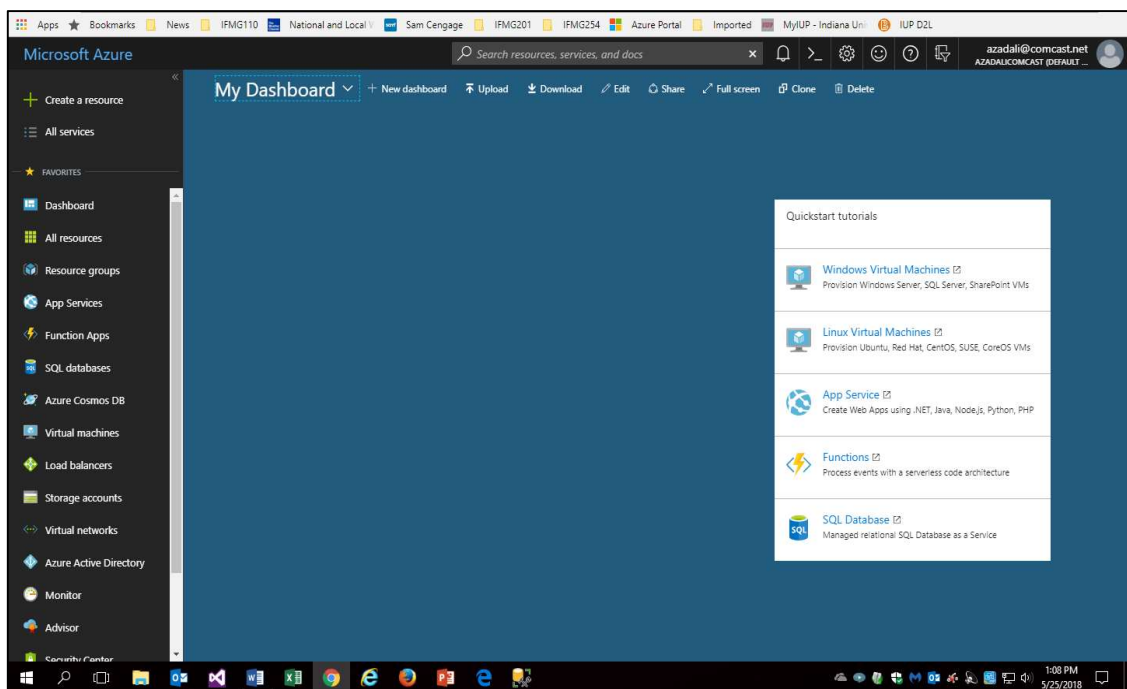 Apps Bookmarks News IFMG110 National and Local Sam Cengage IFMG201 IFMG254 Azure Portal Imported MyIUP - Indiana Uni IUP D2L
Microsoft Azure
Search resources, services, and docs
azadali@comcast.net
AZADALICOMCAST (DEFAULT ...
My Dashboard
New dashboard Upload Download Edit Share Full screen Clone Delete
Create a resource
All services
FAVORITES
Dashboard
All resources
Resource groups
App Services
Function Apps
SQL databases
Azure Cosmos DB
Virtual machines
Load balancers
Storage accounts
Virtual networks
Azure Active Directory
Monitor
Advisor
Security Center
Quickstart tutorials
Windows Virtual Machines
Provision Windows Server, SQL Server, SharePoint VMs
Linux Virtual Machines
Provision Ubuntu, Red Hat, CentOS, SUSE, CoreOS VMs
App Service
Create Web Apps using .NET, Java, Node.js, Python, PHP
Functions
Process events with a serverless code architecture
SQL
SQL Database
Managed relational SQL Database as a Service
1:08 PM
5/25/2018